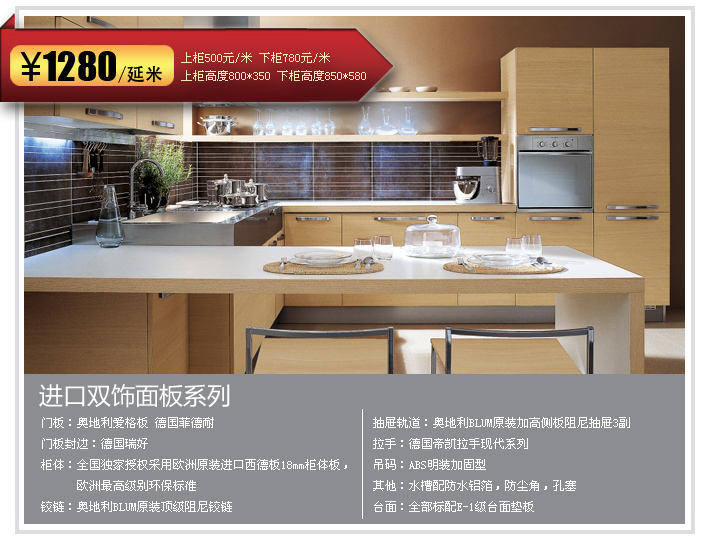 ¥1280/延米
上柜500元/米 下柜780元/米
上柜高度800*350 下柜高度850*580
进口双饰面板系列
门板：奥地利爱格板 德国菲德耐
门板封边：德国瑞好
柜体：全国独家授权采用欧洲原装进口西德板18mm柜体板，
欧洲最高级别环保标准
铰链：奥地利BLUM原装顶级阻尼铰链
抽屉轨道：奥地利BLUM原装加高侧板阻尼抽屉3副
拉手：德国帝凯拉手现代系列
吊码：ABS明装加固型
其他：水槽配防水铝箔，防尘角，孔塞
台面：全部标配E-1级台面垫板